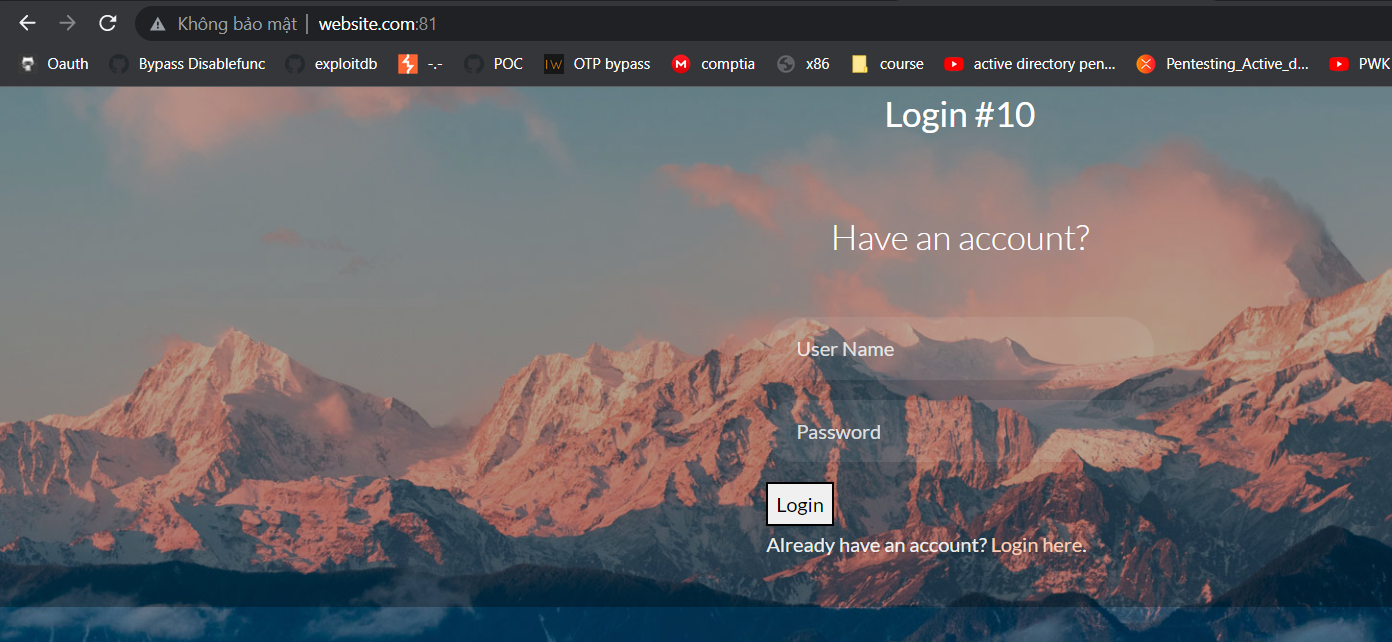 Không bảo mật | website.com:81
Oauth Bypass Disablefunc exploitdb -.- POC IW OTP bypass M comptia x86 course active directory pen... Pentesting_Active_d... PWK
Login #10
Have an account?
User Name
Password
Login
Already have an account? Login here.